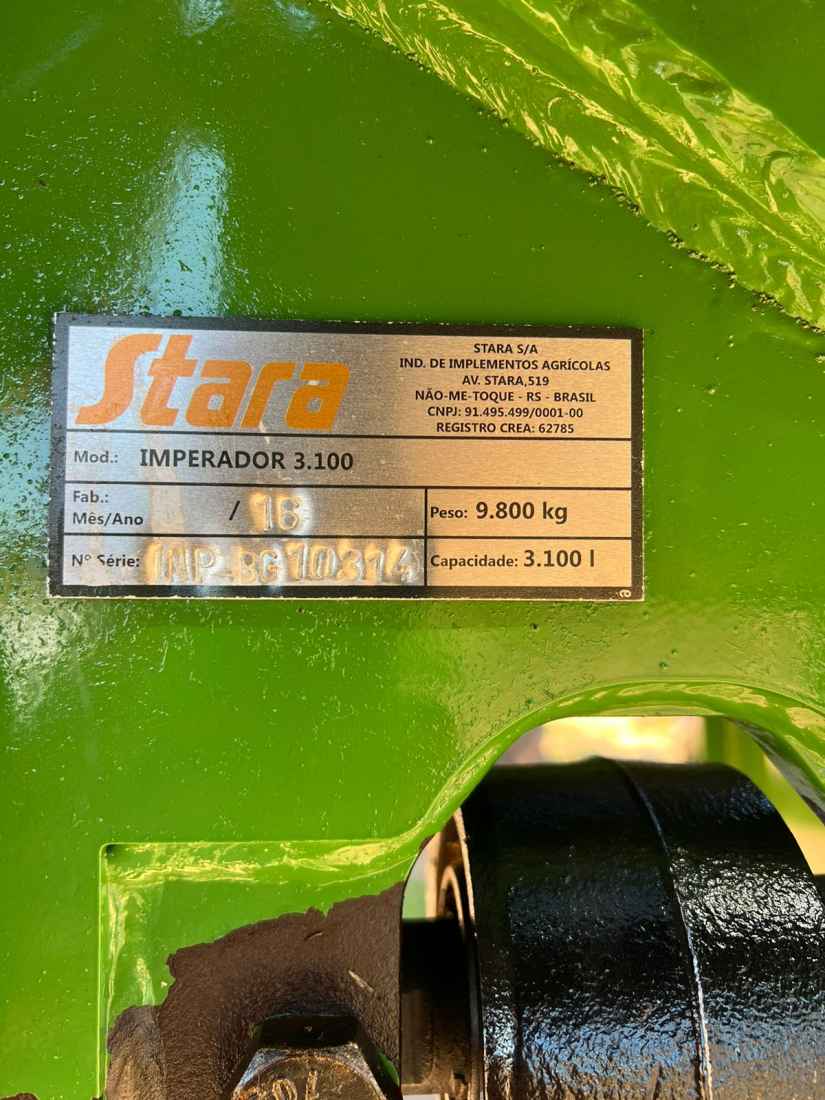 Stara
STARA S/A
IND. DE IMPLEMENTOS AGRÍCOLAS
AV. STARA,519
NÃO-ME-TOQUE - RS - BRASIL
CNPJ: 91.495.499/0001-00
REGISTRO CREA: 62785
Mod.: IMPERADOR 3.100
Fab.:
Mês/Ano / 16
Peso: 9.800 kg
Nº Série:
Capacidade: 3.100 l